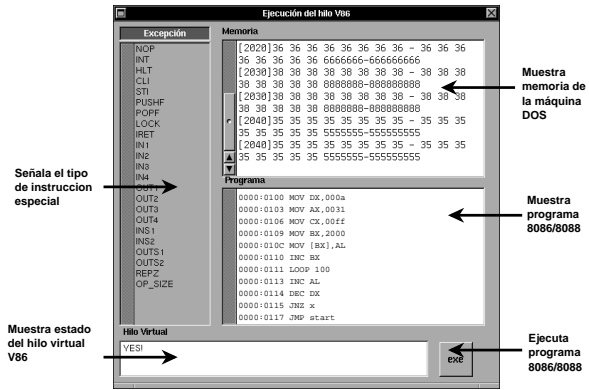 Ejecución del hilo V86
Excepción
NOP
INT
HLT
CLI
STI
PUSHF
POPF
LOCK
IRET
IN1
IN2
IN3
IN4
OUT1
OUT2
OUT3
OUT4
INS1
INS2
OUTS1
OUTS2
REPZ
OP_SIZE
Memoria
[2020]36 36 36 36 36 36 36 36 - 36 36 36
36 36 36 36 36 6666666-666666666
[2030]38 38 38 38 38 38 38 38 - 38 38 38
38 38 38 38 38 8888888-888888888
[2030]38 38 38 38 38 38 38 38 - 38 38 38
38 38 38 38 38 8888888-888888888
[2040]35 35 35 35 35 35 35 35 - 35 35 35
35 35 35 35 35 5555555-555555555
[2040]35 35 35 35 35 35 35 35 - 35 35 35
35 35 35 35 35 5555555-555555555
Programa
0000:0100 MOV DX,000a
0000:0103 MOV AX,0031
0000:0106 MOV CX,00ff
0000:0109 MOV BX,2000
0000:010C MOV [BX],AL
0000:0110 INC BX
0000:0111 LOOP 100
0000:0113 INC AL
0000:0114 DEC DX
0000:0115 JNZ x
0000:0117 JMP start
Hilo Virtual
YES!
exe
Señala el tipo
de instruccion
especial
Muestra estado
del hilo virtual
V86
Muestra
memoria de
la máquina
DOS
Muestra
programa
8086/8088
Ejecuta
programa
8086/8088